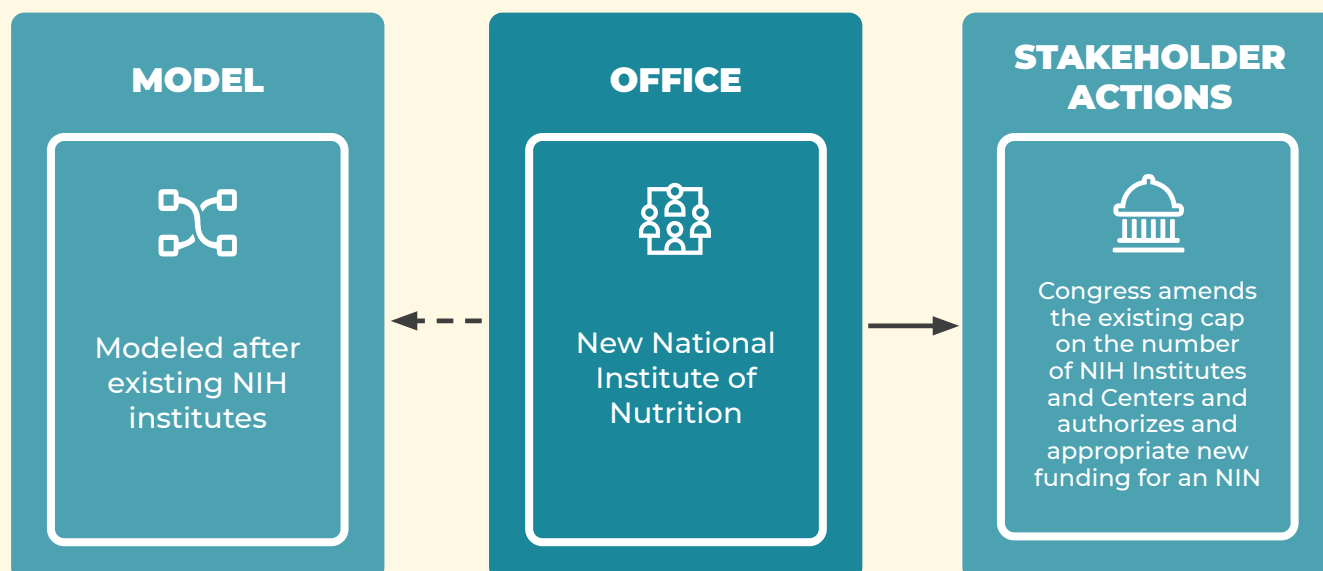 MODEL
Modeled after
existing NIH
institutes
OFFICE
New National
Institute of
Nutrition
STAKEHOLDER
ACTIONS
Congress amends
the existing cap
on the number
of NIH Institutes
and Centers and
authorizes and
appropriate new
funding for an NIN